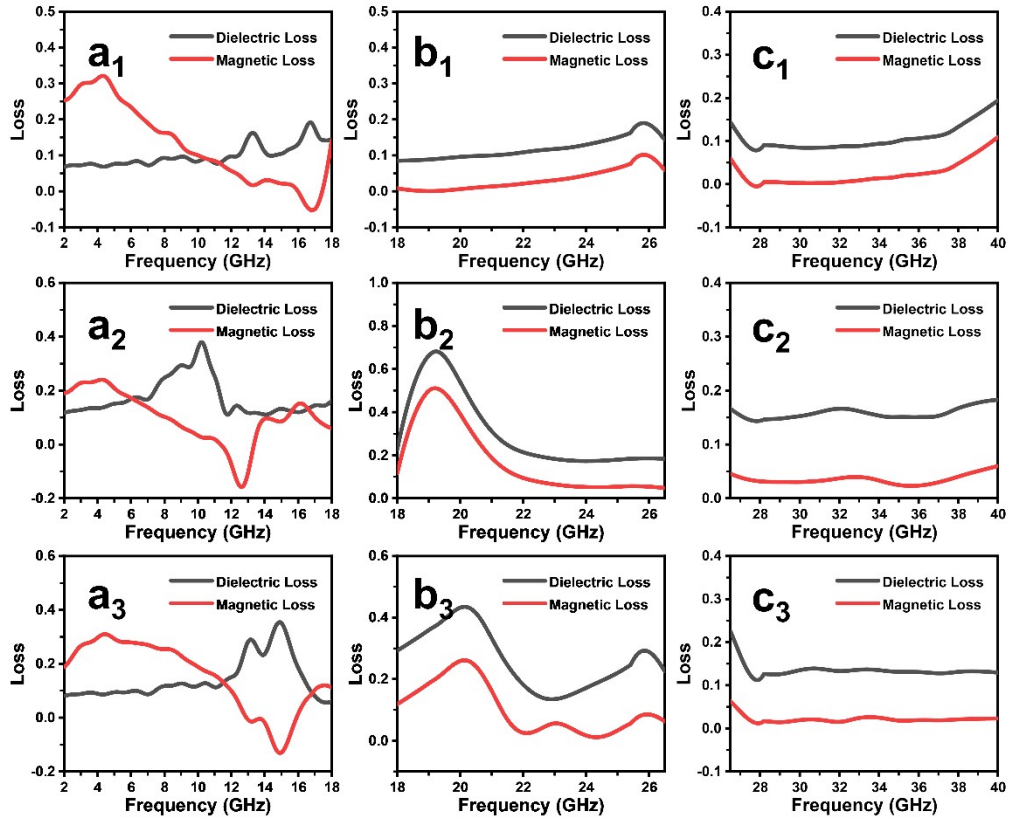 a1
Dielectric Loss
Magnetic Loss
Loss
0.5
0.4
0.3
0.2
0.1
0.0
-0.1
2 4 6 8 10 12 14 16 18
Frequency (GHz)
b1
Dielectric Loss
Magnetic Loss
Loss
0.5
0.4
0.3
0.2
0.1
0.0
-0.1
18 20 22 24 26
Frequency (GHz)
c1
Dielectric Loss
Magnetic Loss
Loss
0.4
0.3
0.2
0.1
0.0
-0.1
28 30 32 34 36 38 40
Frequency (GHz)
a2
Dielectric Loss
Magnetic Loss
Loss
0.6
0.4
0.2
0.0
-0.2
2 4 6 8 10 12 14 16 18
Frequency (GHz)
b2
Dielectric Loss
Magnetic Loss
Loss
1.0
0.8
0.6
0.4
0.2
0.0
18 20 22 24 26
Frequency (GHz)
c2
Dielectric Loss
Magnetic Loss
Loss
0.4
0.3
0.2
0.1
0.0
28 30 32 34 36 38 40
Frequency (GHz)
a3
Dielectric Loss
Magnetic Loss
Loss
0.6
0.4
0.2
0.0
-0.2
2 4 6 8 10 12 14 16 18
Frequency (GHz)
b3
Dielectric Loss
Magnetic Loss
Loss
0.6
0.4
0.2
0.0
18 20 22 24 26
Frequency (GHz)
c3
Dielectric Loss
Magnetic Loss
Loss
0.4
0.3
0.2
0.1
0.0
-0.1
28 30 32 34 36 38 40
Frequency (GHz)